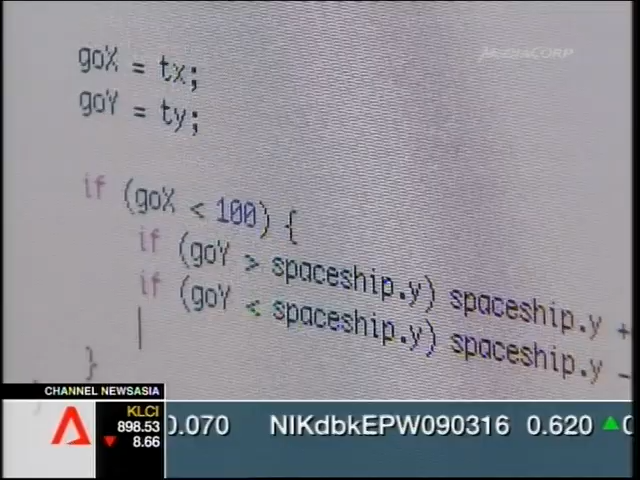 MEDIACORP
goX = tx;
goY = ty;
if (goX < 100) {
if (goY > spaceship.y) spaceship.y +
if (goY < spaceship.y) spaceship.y -
}
CHANNEL NEWSASIA
KLCI
898.53
▼ 8.66
0.070 NIKdbkEPW090316 0.620 ▲0